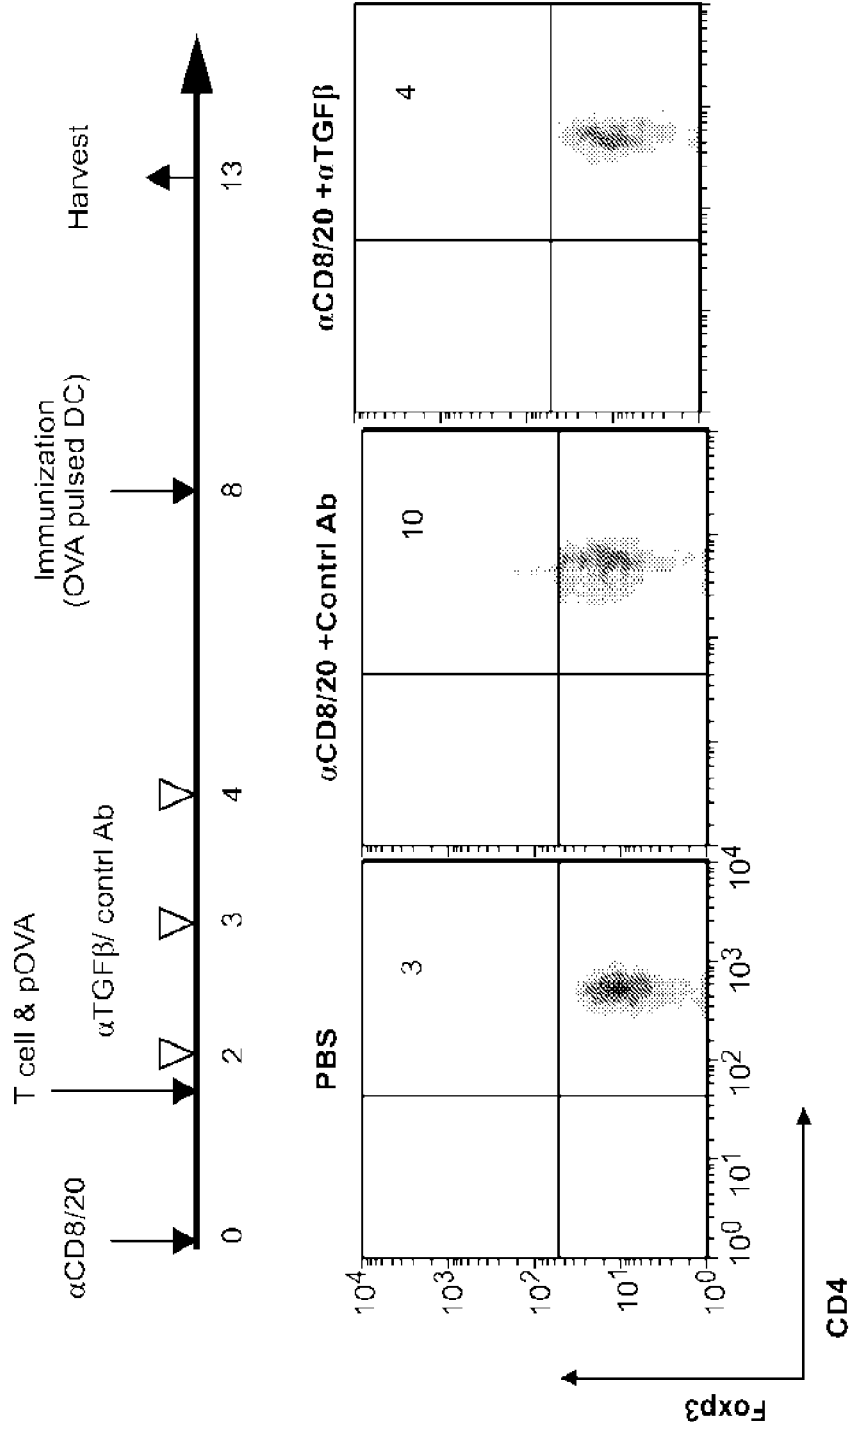 αCD8/20
T cell & pOVA
αTGFβ/ contrl Ab
Immunization
(OVA pulsed DC)
Harvest
0
2
3
4
8
13
PBS
αCD8/20 +Contrl Ab
αCD8/20 +αTGFβ
3
10
4
10⁴
10³
10²
10¹
10⁰
10⁰
10¹
10²
10³
10⁴
Foxp3
CD4